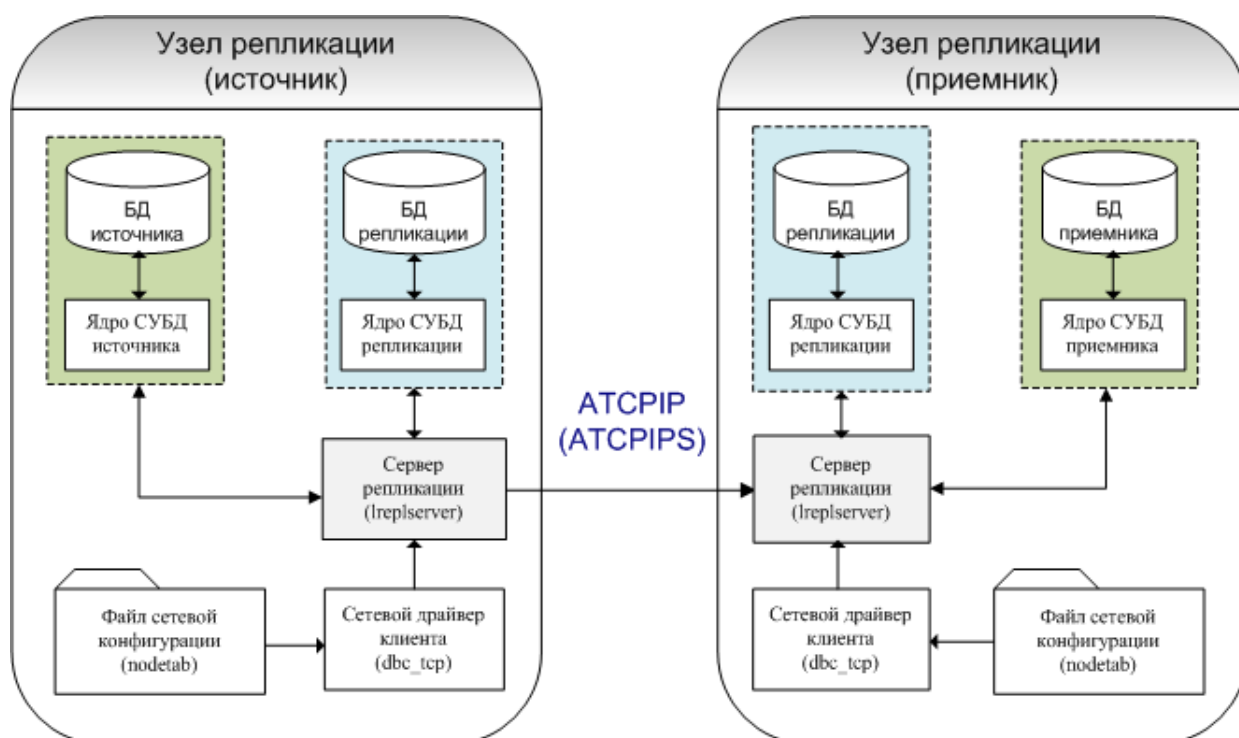 Узел репликации
(источник)
БД
источника
Ядро СУБД
источника
БД
репликации
Ядро СУБД
репликации
Сервер
репликации
(lreplserver)
Файл сетевой
конфигурации
(nodetab)
Сетевой драйвер
клиента
(dbc_tcp)
ATCPIP
(ATCPIPS)
Узел репликации
(приемник)
БД
репликации
Ядро СУБД
репликации
БД
приемника
Ядро СУБД
приемника
Сервер
репликации
(lreplserver)
Сетевой драйвер
клиента
(dbc_tcp)
Файл сетевой
конфигурации
(nodetab)